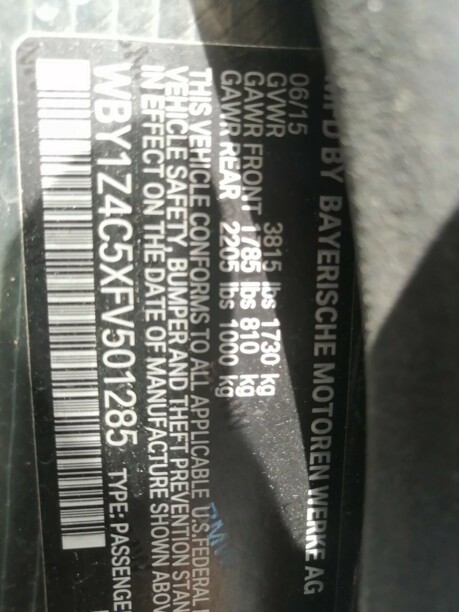 MFD BY BAYERISCHE MOTOREN WERKE AG
06/15
GVWR 3815 lbs 1730 kg
GAWR FRONT 1785 lbs 810 kg
GAWR REAR 2205 lbs 1000 kg
THIS VEHICLE CONFORMS TO ALL APPLICABLE U.S. FEDERAL
VEHICLE SAFETY, BUMPER AND THEFT PREVENTION STAN
IN EFFECT ON THE DATE OF MANUFACTURE SHOWN ABOV
WBY1Z4C5XFV501285 TYPE: PASSENGE